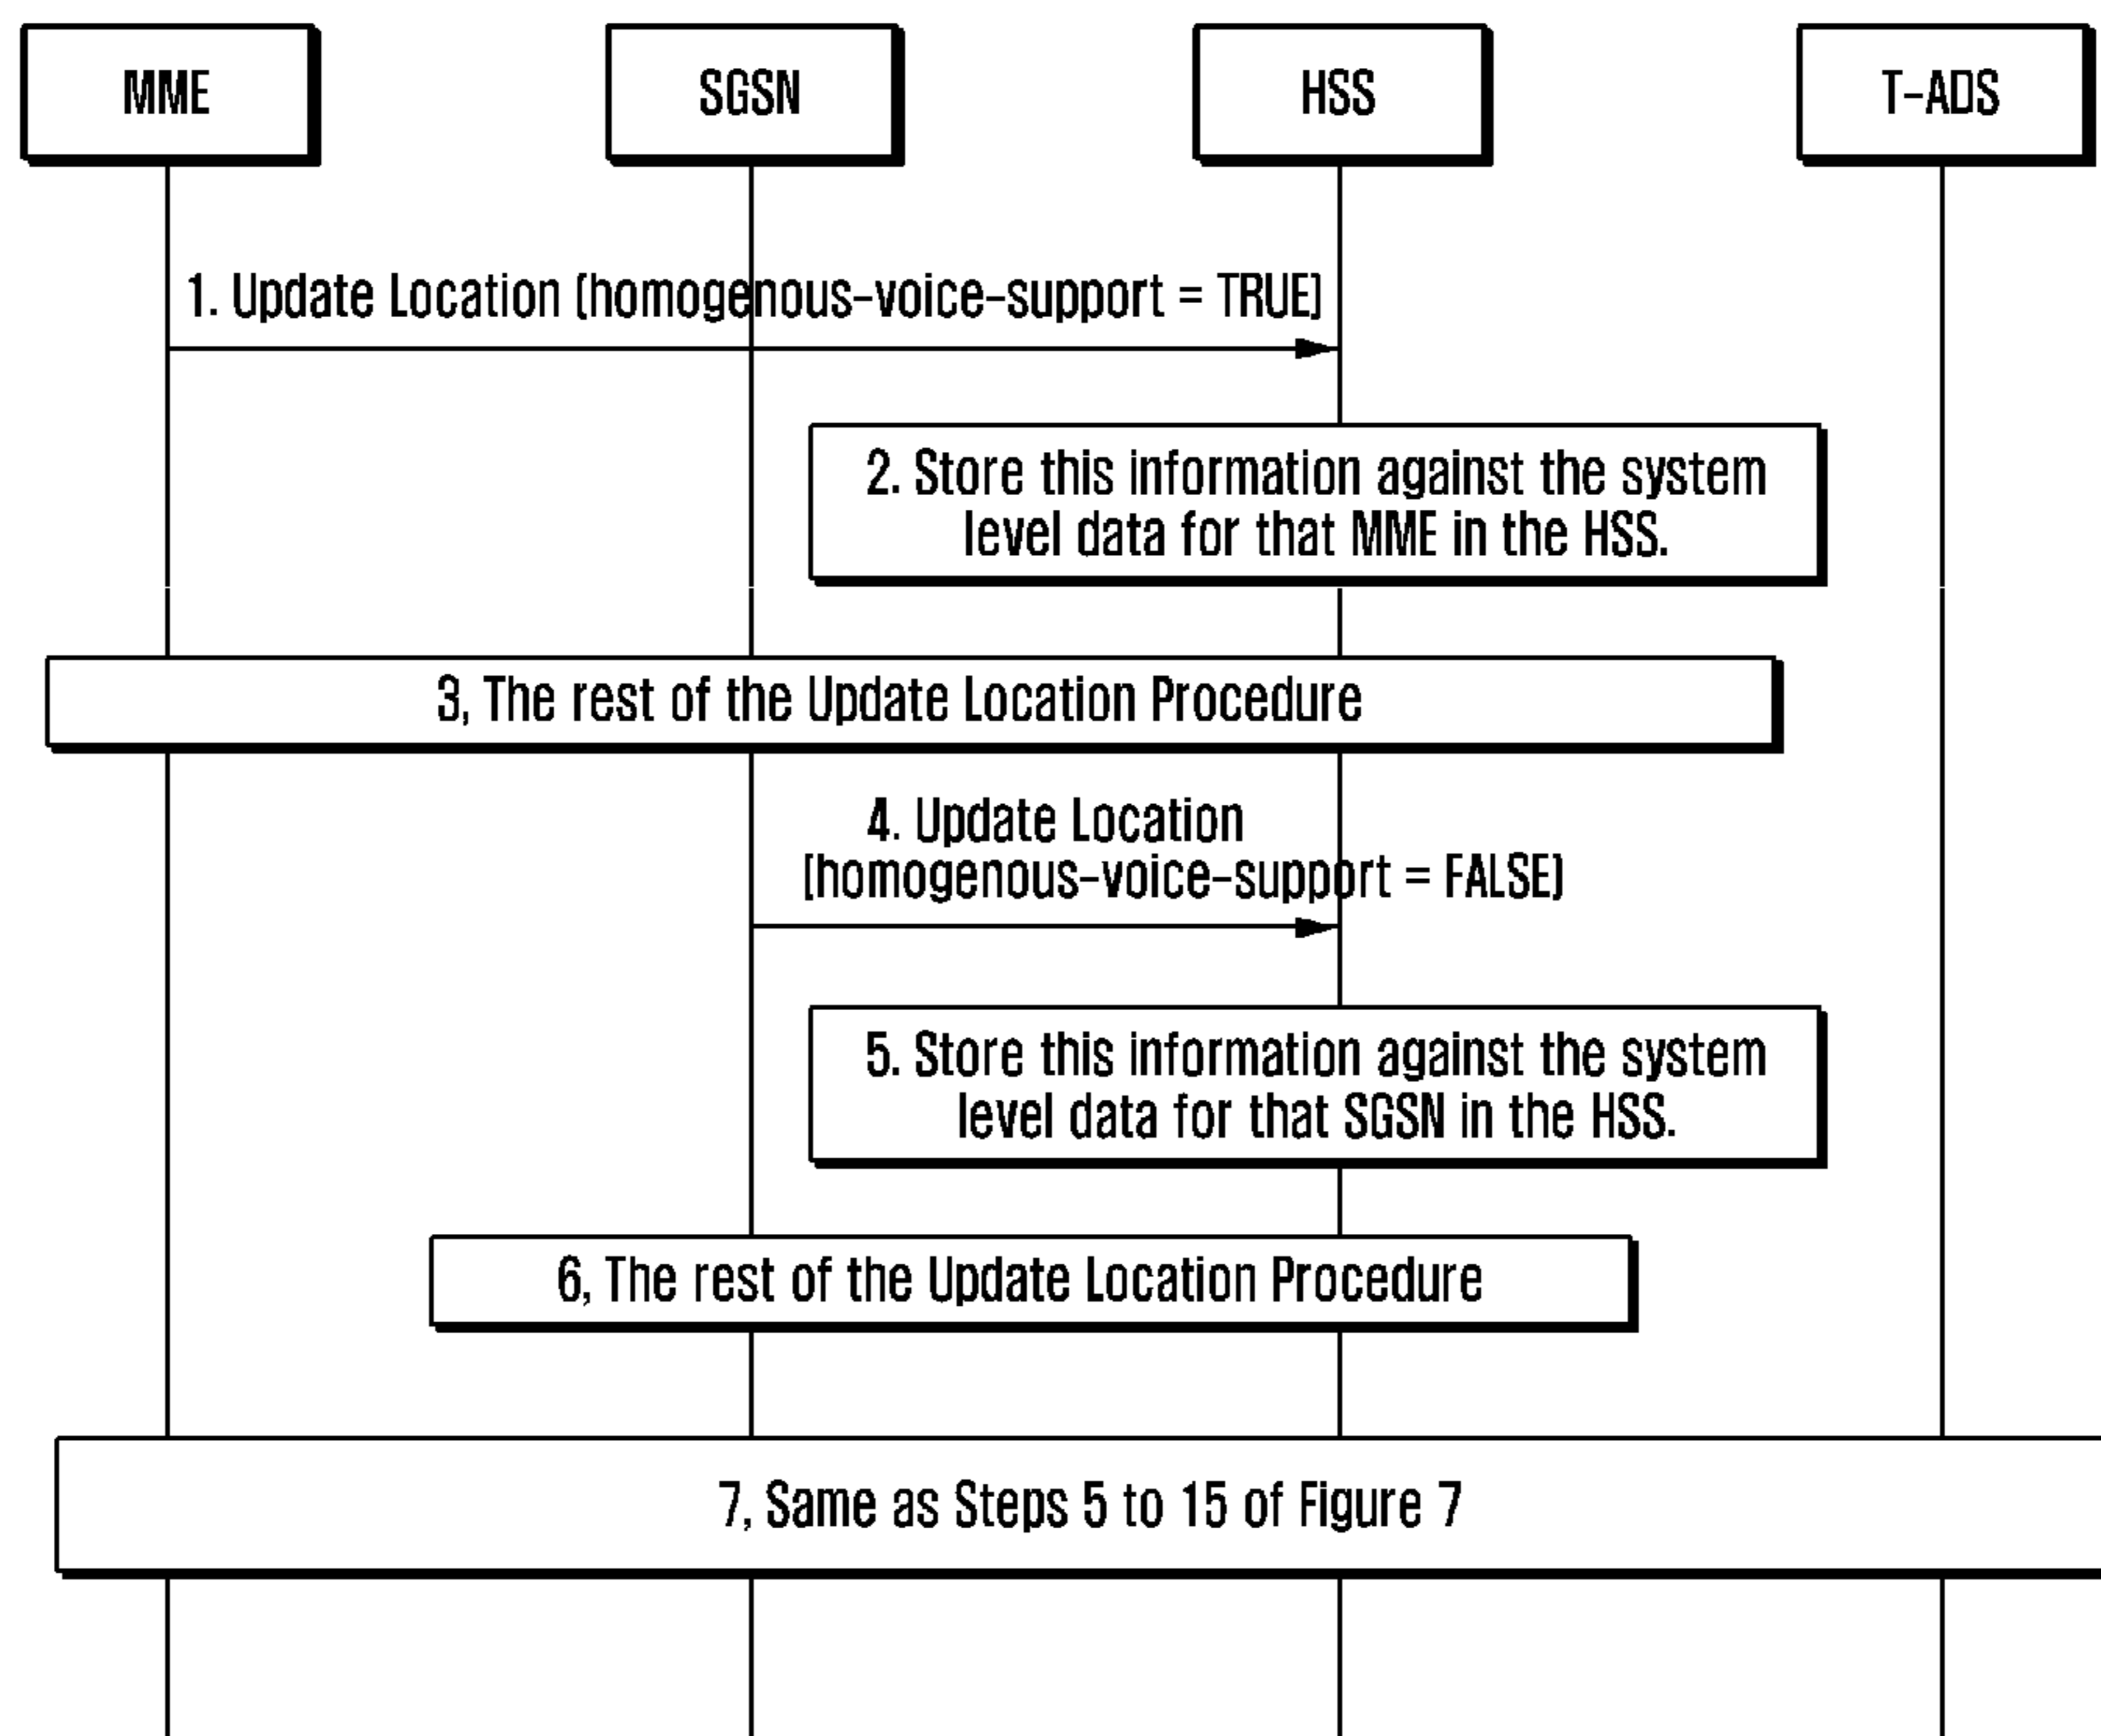 MME
SGSN
HSS
T-ADS
1. Update Location (homogenous-voice-support = TRUE)
2. Store this information against the system
level data for that MME in the HSS.
3, The rest of the Update Location Procedure
4. Update Location
(homogenous-voice-support = FALSE)
5. Store this information against the system
level data for that SGSN in the HSS.
6, The rest of the Update Location Procedure
7, Same as Steps 5 to 15 of Figure 7